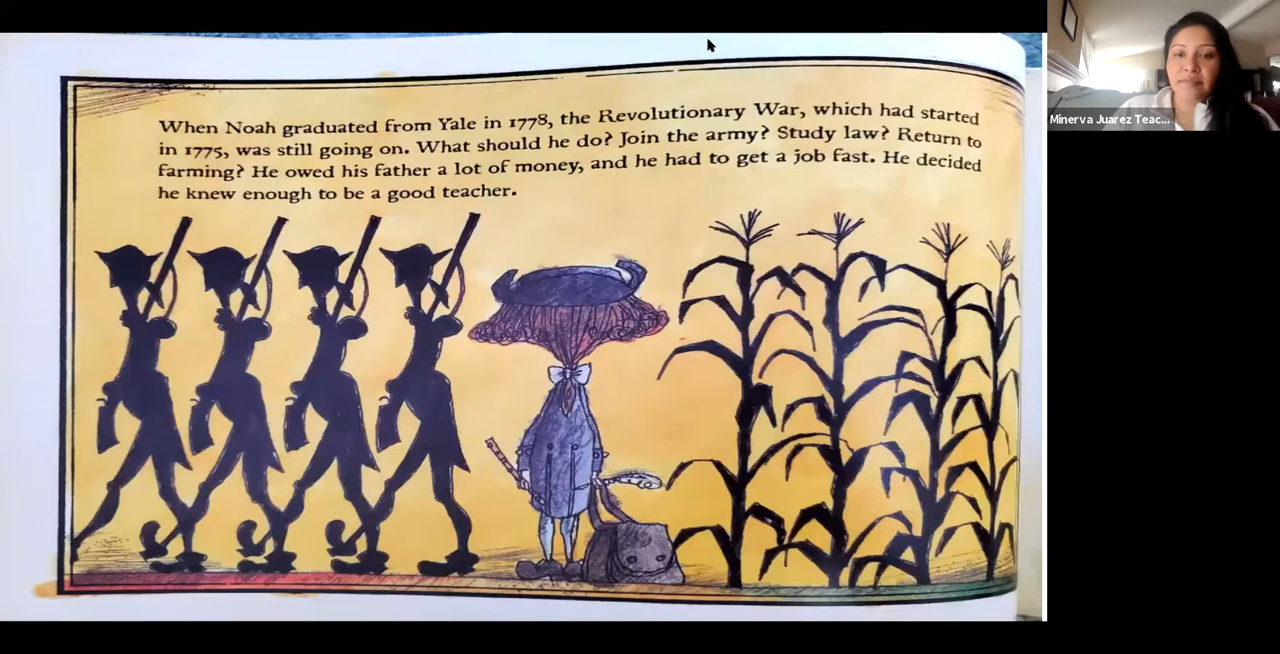 When Noah graduated from Yale in 1778, the Revolutionary War, which had started
in 1775, was still going on. What should he do? Join the army? Study law? Return to
farming? He owed his father a lot of money, and he had to get a job fast. He decided
he knew enough to be a good teacher.
Minerva Juarez Teac...